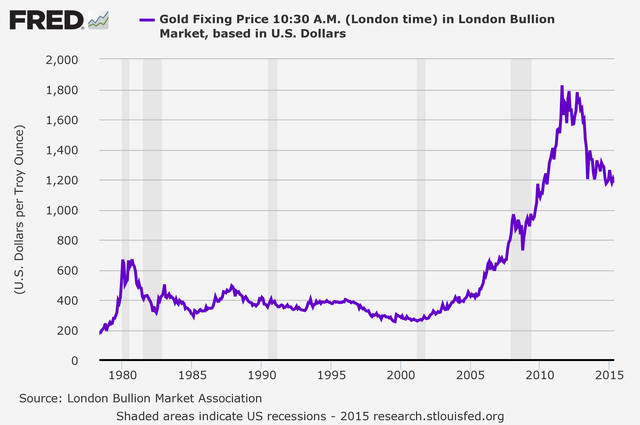 FRED
Gold Fixing Price 10:30 A.M. (London time) in London Bullion
Market, based in U.S. Dollars
(U.S. Dollars per Troy Ounce)
2,000
1,800
1,600
1,400
1,200
1,000
800
600
400
200
0
1980 1985 1990 1995 2000 2005 2010 2015
Source: London Bullion Market Association
Shaded areas indicate US recessions - 2015 research.stlouisfed.org